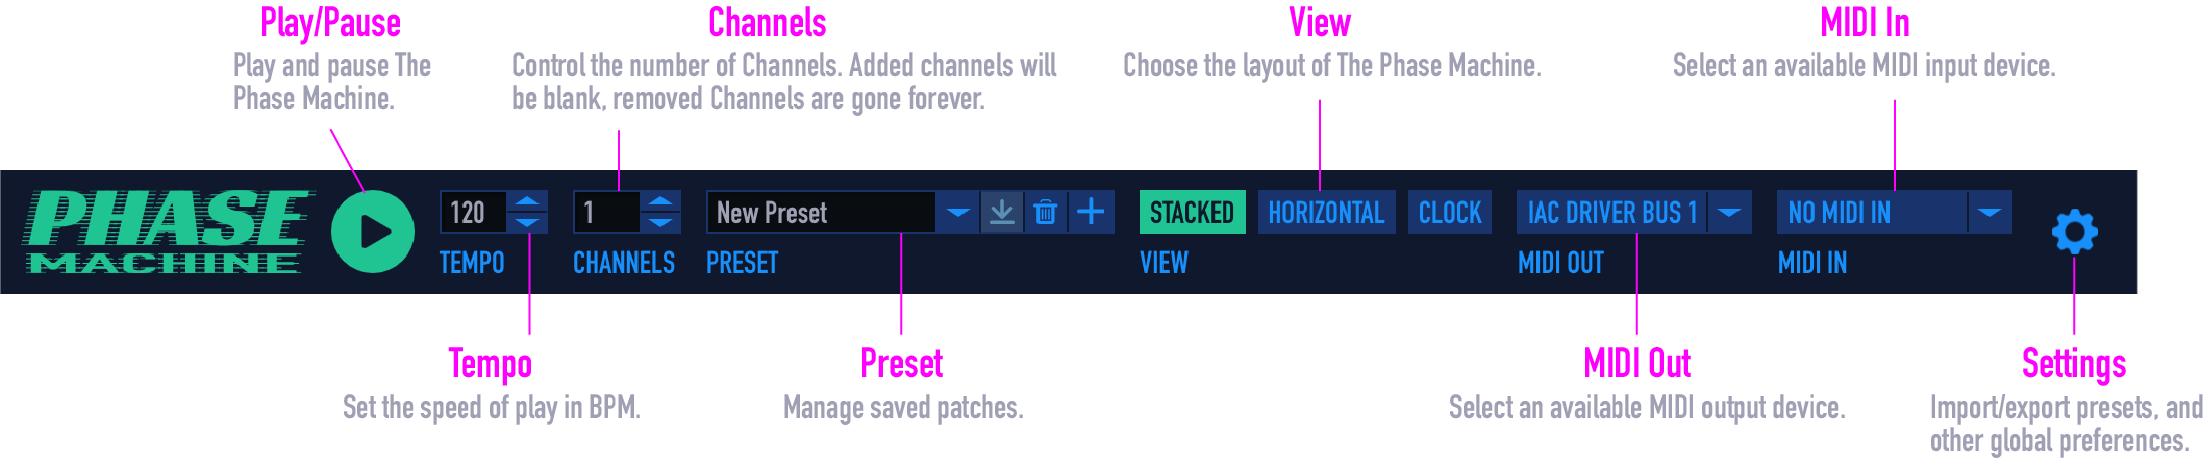 Play/Pause
Play and pause The
Phase Machine.
Channels
Control the number of Channels. Added channels will
be blank, removed Channels are gone forever.
View
Choose the layout of The Phase Machine.
MIDI In
Select an available MIDI input device.
PHASE
MACHINE
120
TEMPO
1
CHANNELS
New Preset
PRESET
STACKED HORIZONTAL CLOCK
VIEW
IAC DRIVER BUS 1
MIDI OUT
NO MIDI IN
MIDI IN
Tempo
Set the speed of play in BPM.
Preset
Manage saved patches.
MIDI Out
Select an available MIDI output device.
Settings
Import/export presets, and
other global preferences.